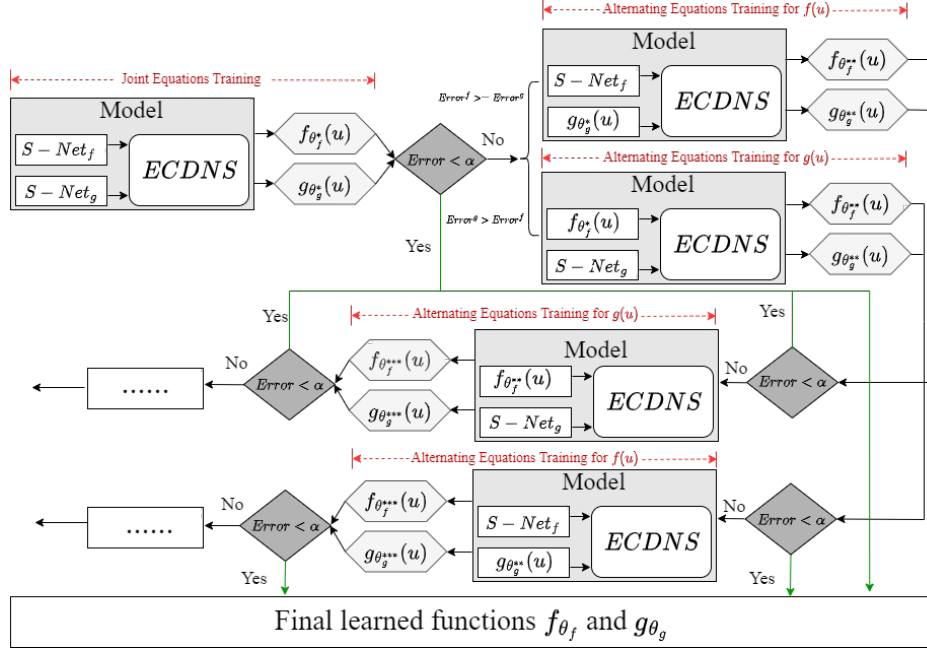 Alternating Equations Training for f(u)
Model
S − Net_f
g_{θ_g^*}(u)
ECDNS
f_{θ_f^{**}}(u)
g_{θ_g^{**}}(u)
Joint Equations Training
Model
S − Net_f
S − Net_g
ECDNS
f_{θ_f^*}(u)
g_{θ_g^*}(u)
Error < α
No
Yes
Error^f >= Error^g
Error^g > Error^f
Alternating Equations Training for g(u)
Model
f_{θ_f^*}(u)
S − Net_g
ECDNS
f_{θ_f^{**}}(u)
g_{θ_g^{**}}(u)
Yes
Yes
Alternating Equations Training for g(u)
Model
f_{θ_f^{**}}(u)
S − Net_g
ECDNS
f_{θ_f^{***}}(u)
g_{θ_g^{***}}(u)
Error < α
No
Error < α
No
......
Alternating Equations Training for f(u)
Model
S − Net_f
g_{θ_g^{**}}(u)
ECDNS
f_{θ_f^{***}}(u)
g_{θ_g^{***}}(u)
Error < α
No
Error < α
No
......
Yes
Yes
Final learned functions f_{θ_f} and g_{θ_g}